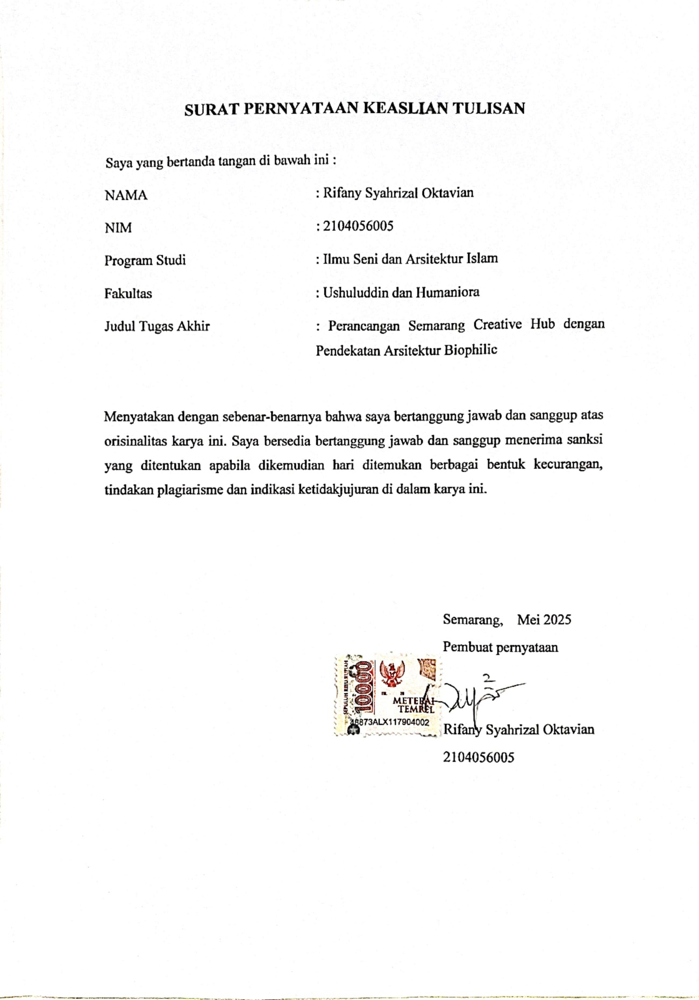 SURAT PERNYATAAN KEASLIAN TULISAN
Saya yang bertanda tangan di bawah ini :
NAMA : Rifany Syahrizal Oktavian
NIM : 2104056005
Program Studi : Ilmu Seni dan Arsitektur Islam
Fakultas : Ushuluddin dan Humaniora
Judul Tugas Akhir : Perancangan Semarang Creative Hub dengan
Pendekatan Arsitektur Biophilic
Menyatakan dengan sebenar-benarnya bahwa saya bertanggung jawab dan sanggup atas
orisinalitas karya ini. Saya bersedia bertanggung jawab dan sanggup menerima sanksi
yang ditentukan apabila dikemudian hari ditemukan berbagai bentuk kecurangan,
tindakan plagiarisme dan indikasi ketidakjujuran di dalam karya ini.
Semarang, Mei 2025
Pembuat pernyataan
SEPULUH RIBU RUPIAH
10000
METERAI
TEMPEL
48873ALX117904002
Rifany Syahrizal Oktavian
2104056005